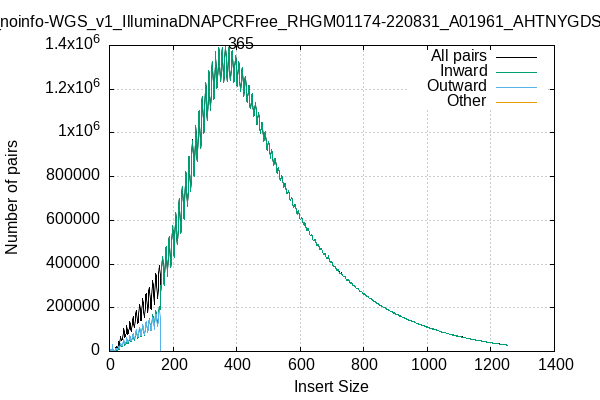 _noinfo-WGS_v1_IlluminaDNAPCRFree_RHGM01174-220831_A01961_AHTNYGDS
1.4x10^6
1.2x10^6
1x10^6
800000
600000
400000
200000
0
Number of pairs
365
All pairs
Inward
Outward
Other
0 200 400 600 800 1000 1200 1400
Insert Size